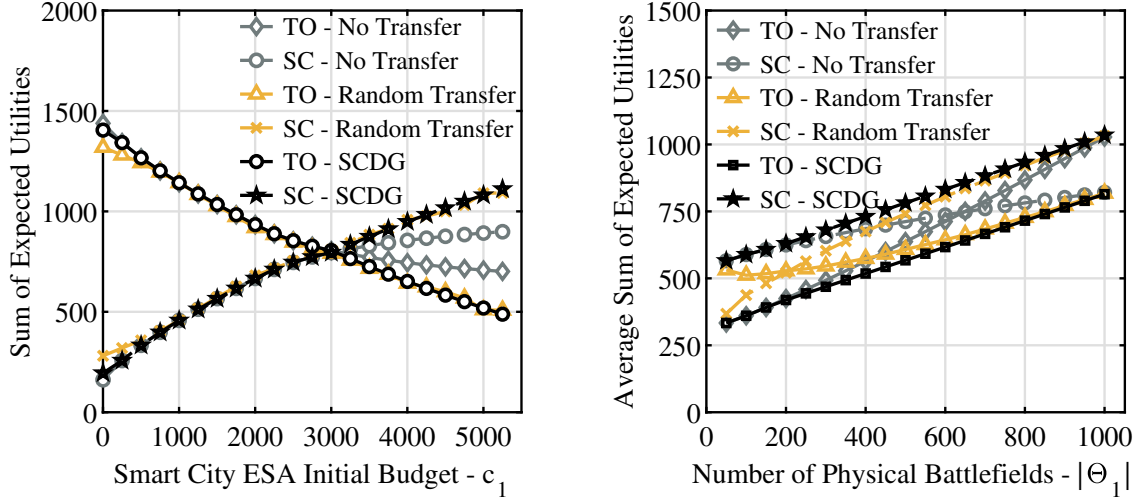 2000
1500
1000
500
0
Sum of Expected Utilities
TO - No Transfer
SC - No Transfer
TO - Random Transfer
SC - Random Transfer
TO - SCDG
SC - SCDG
0 1000 2000 3000 4000 5000
Smart City ESA Initial Budget - c_1
1500
1250
1000
750
500
250
0
Average Sum of Expected Utilities
TO - No Transfer
SC - No Transfer
TO - Random Transfer
SC - Random Transfer
TO - SCDG
SC - SCDG
0 200 400 600 800 1000
Number of Physical Battlefields - |Θ_1|